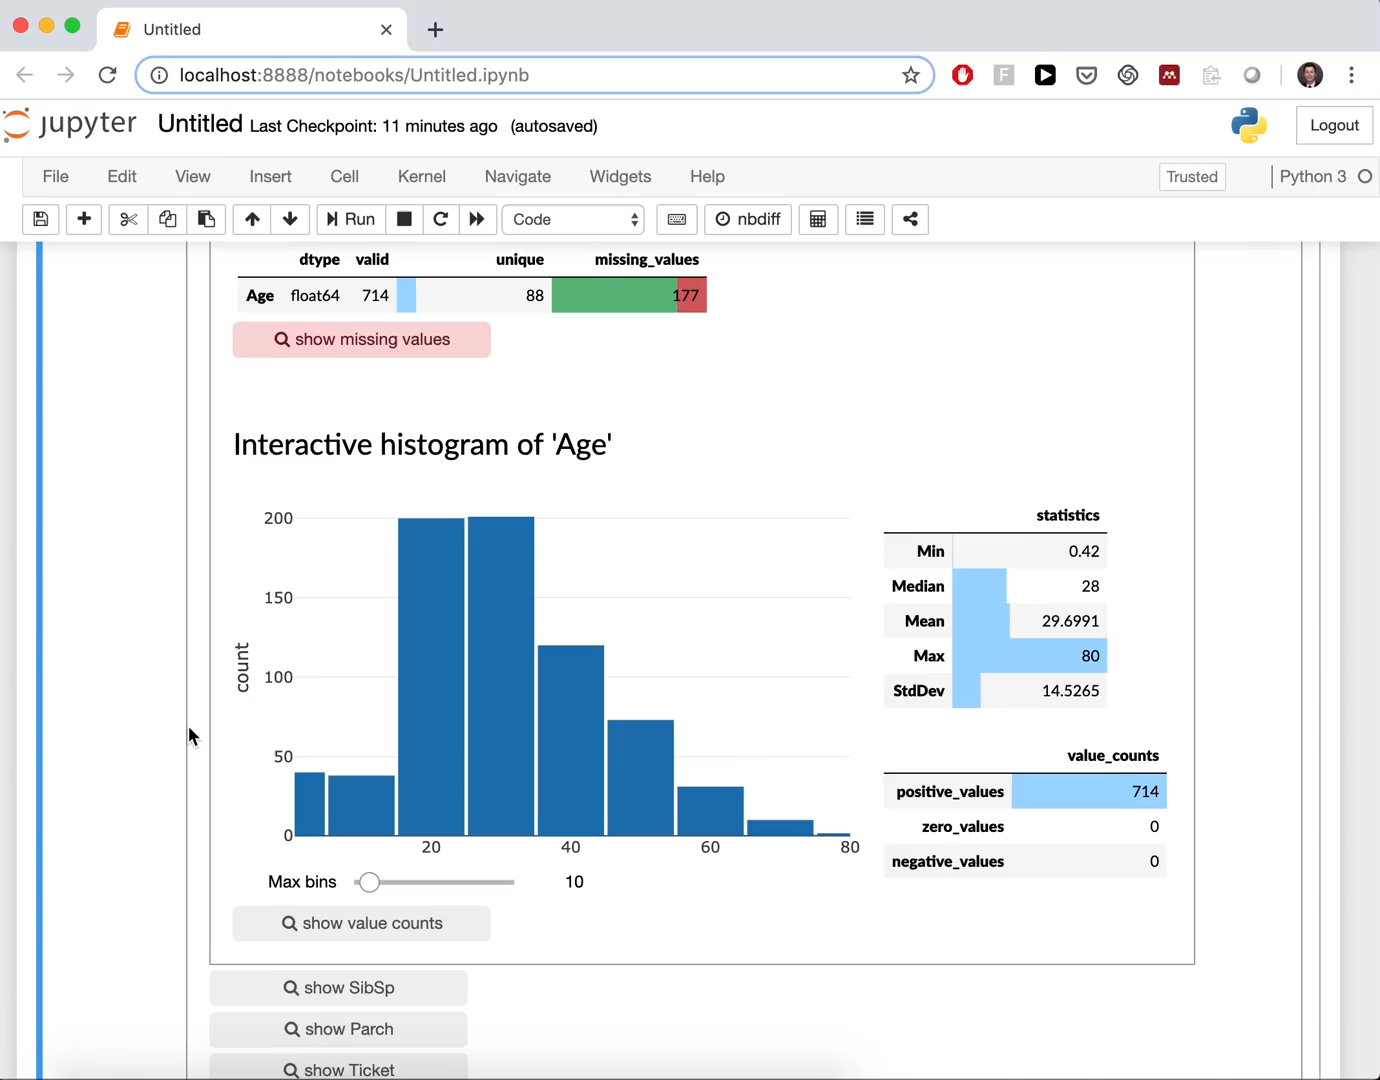 Untitled
localhost:8888/notebooks/Untitled.ipynb
jupyter Untitled Last Checkpoint: 11 minutes ago (autosaved)
Logout
File Edit View Insert Cell Kernel Navigate Widgets Help
Trusted
Python 3
Run
Code
nbdiff
dtype valid unique missing_values
Age float64 714 88 177
show missing values
Interactive histogram of 'Age'
count
200
150
100
50
0
20 40 60 80
Max bins 10
show value counts
statistics
Min 0.42
Median 28
Mean 29.6991
Max 80
StdDev 14.5265
value_counts
positive_values 714
zero_values 0
negative_values 0
show SibSp
show Parch
show Ticket